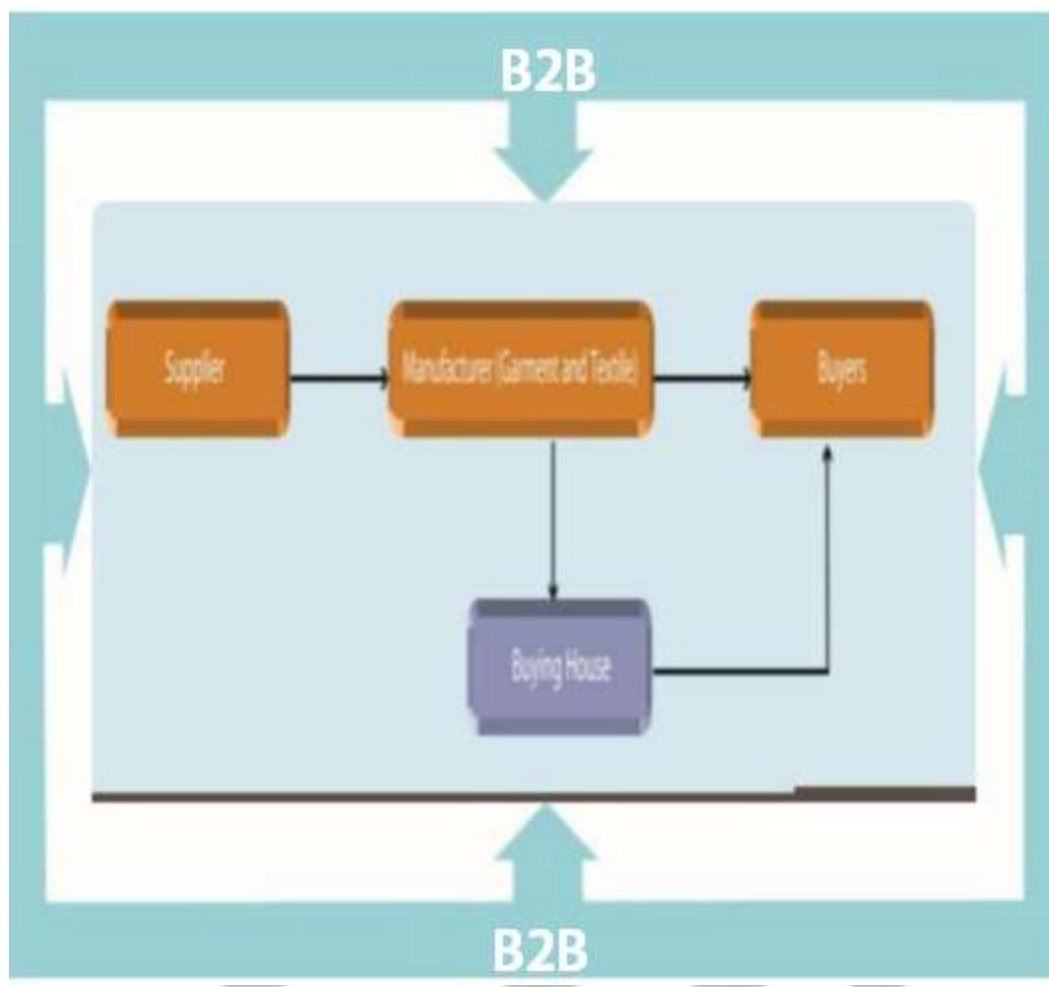 B2B
Supplier
Manufacturer (Garment and Textile)
Buyers
Buying House
B2B